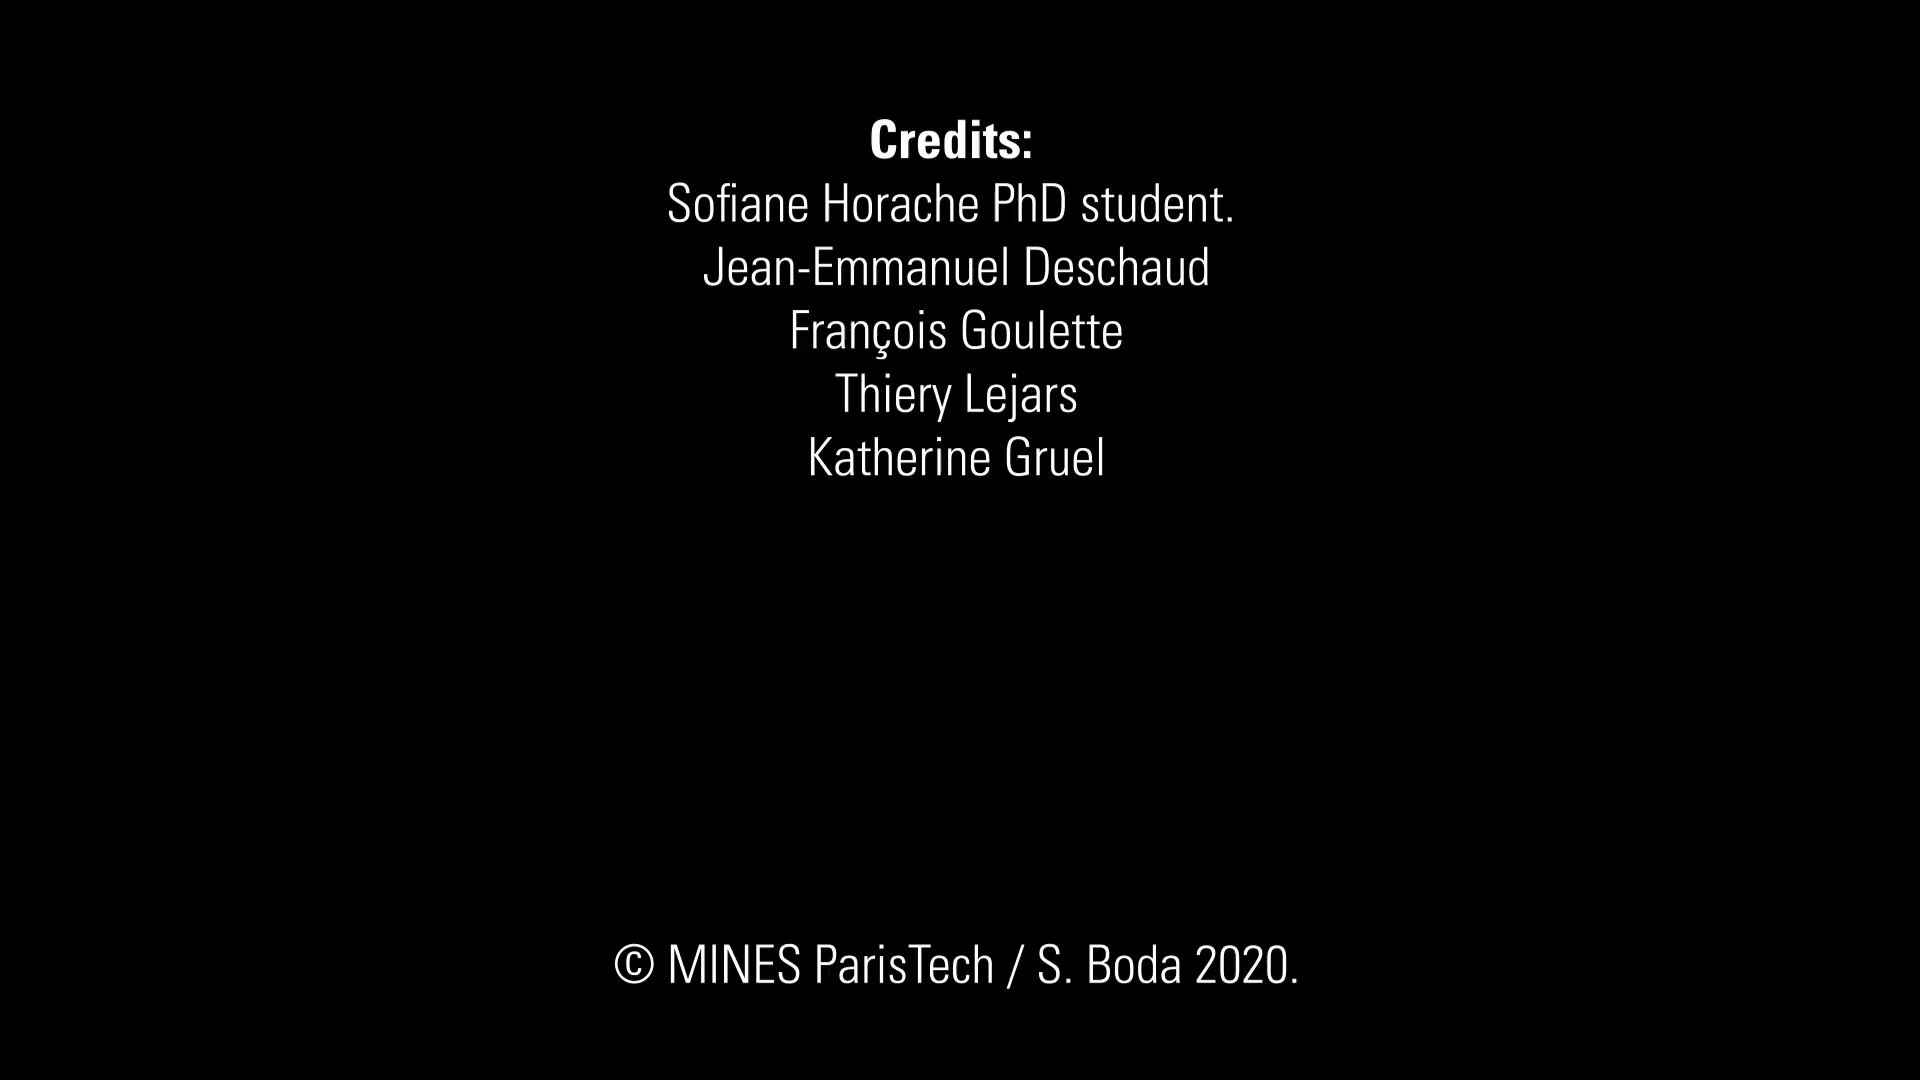 Credits:
Sofiane Horache PhD student.
Jean-Emmanuel Deschaud
François Goulette
Thiery Lejars
Katherine Gruel
© MINES ParisTech / S. Boda 2020.